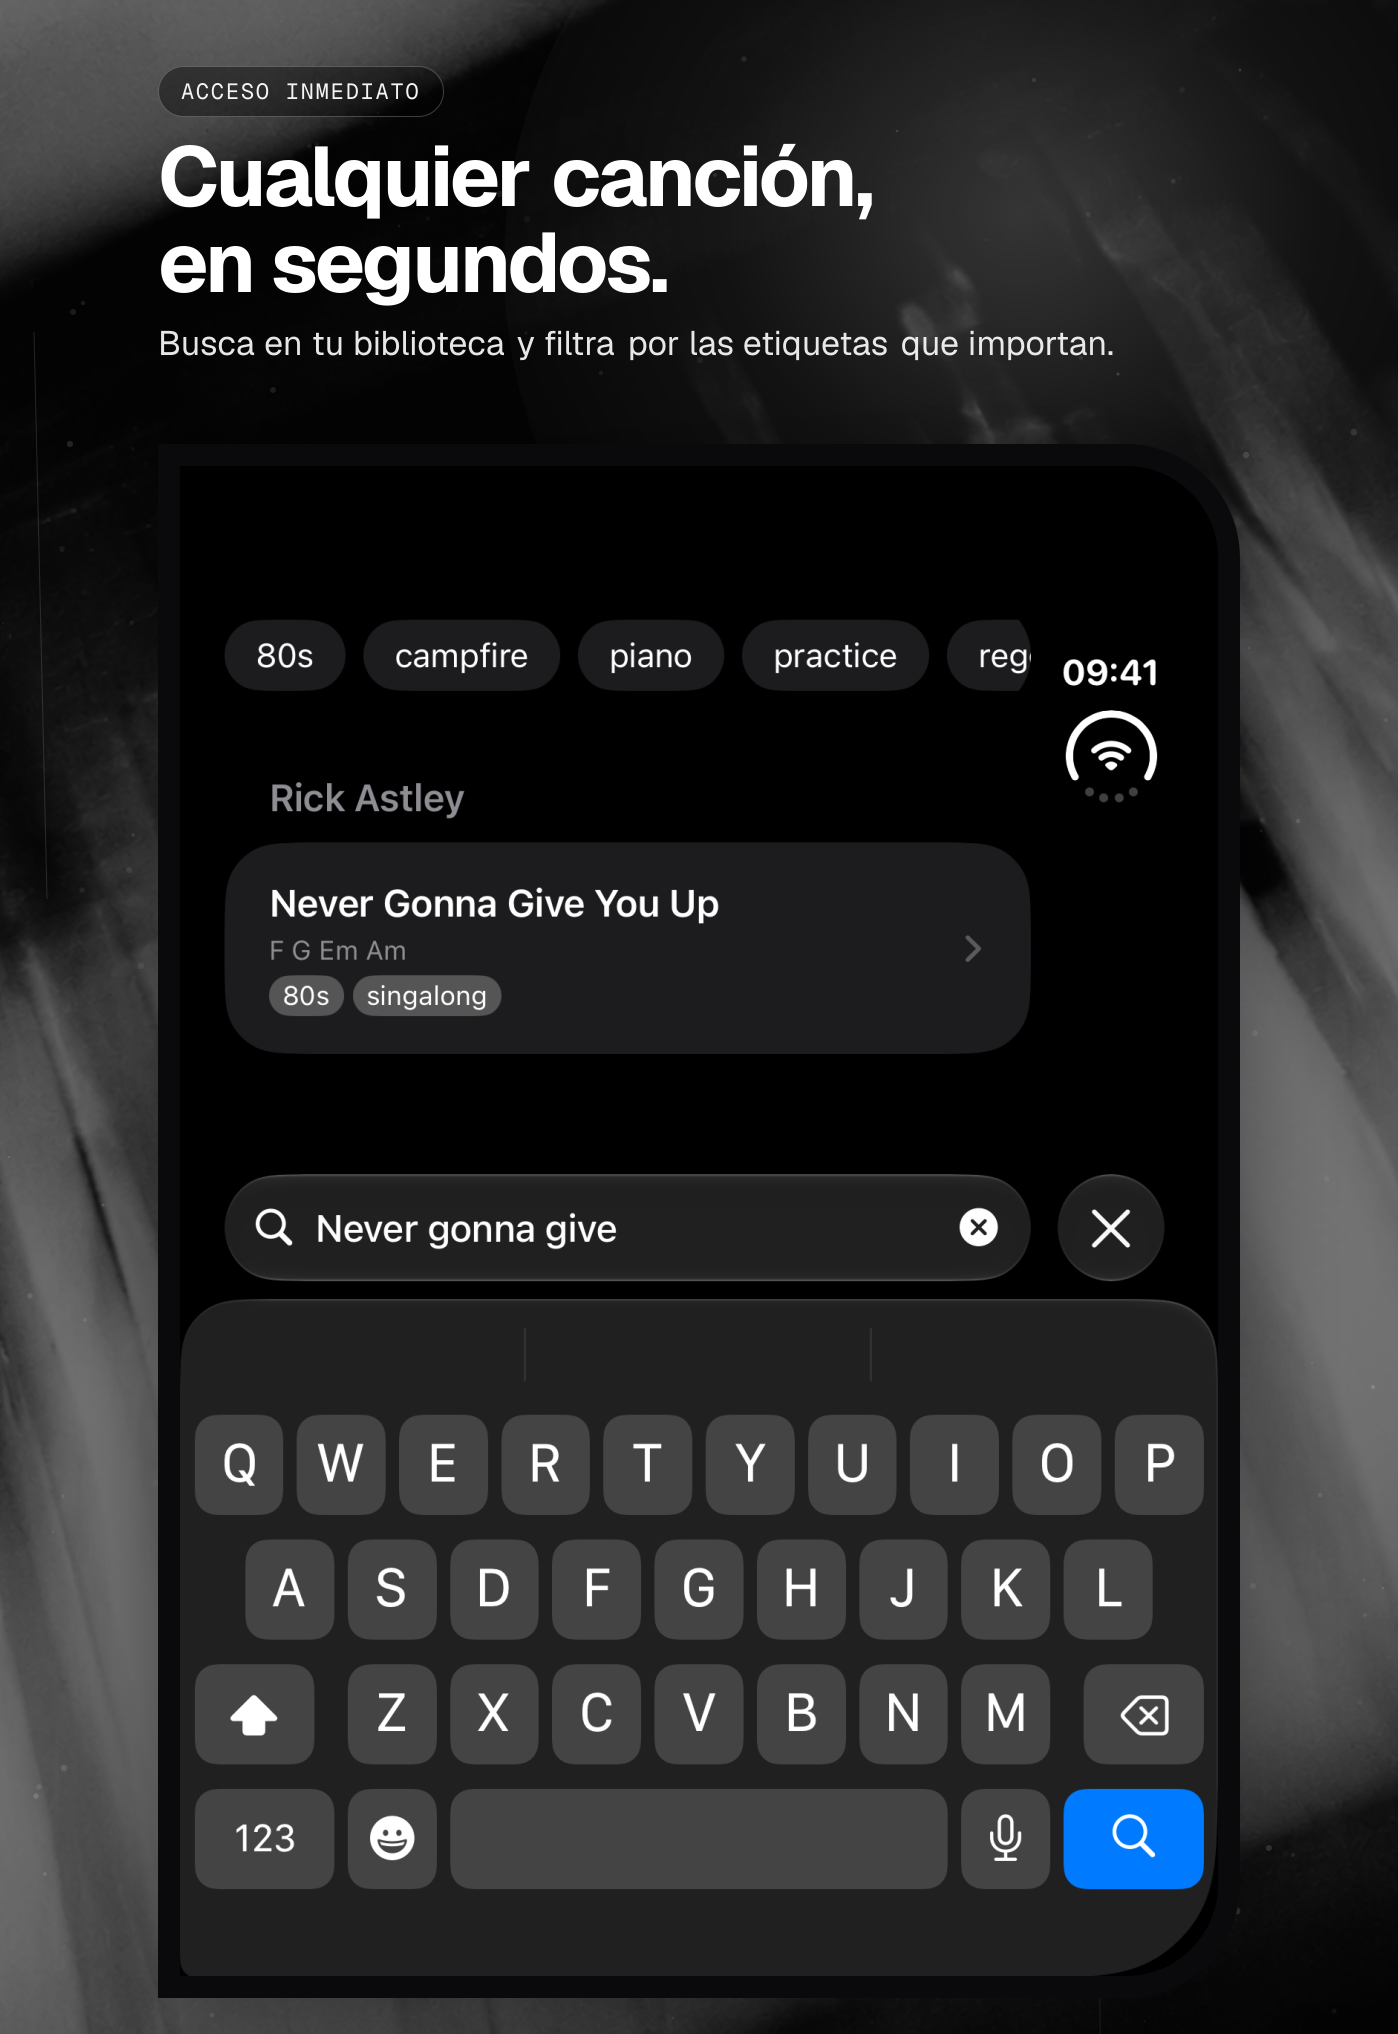 ACCESO INMEDIATO
Cualquier canción,
en segundos.
Busca en tu biblioteca y filtra por las etiquetas que importan.
80s campfire piano practice
09:41
Rick Astley
Never Gonna Give You Up
F G Em Am
80s singalong
Never gonna give
Q W E R T Y U I O P
A S D F G H J K L
Z X C V B N M
123